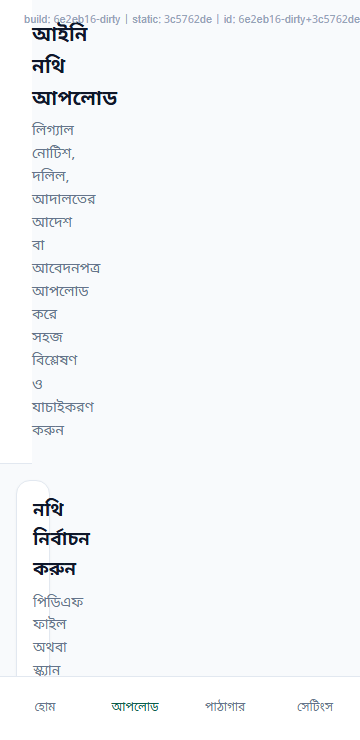 build: 6e2eb16-dirty | static: 3c5762de | id: 6e2eb16-dirty+3c5762de
আইনি
নথি
আপলোড
লিগ্যাল
নোটিশ,
দলিল,
আদালতের
আদেশ
বা
আবেদনপত্র
আপলোড
করে
সহজ
বিশ্লেষণ
ও
যাচাইকরণ
করুন
নথি
নির্বাচন
করুন
পিডিএফ
ফাইল
অথবা
স্ক্যান
হোম আপলোড পাঠাগার সেটিংস